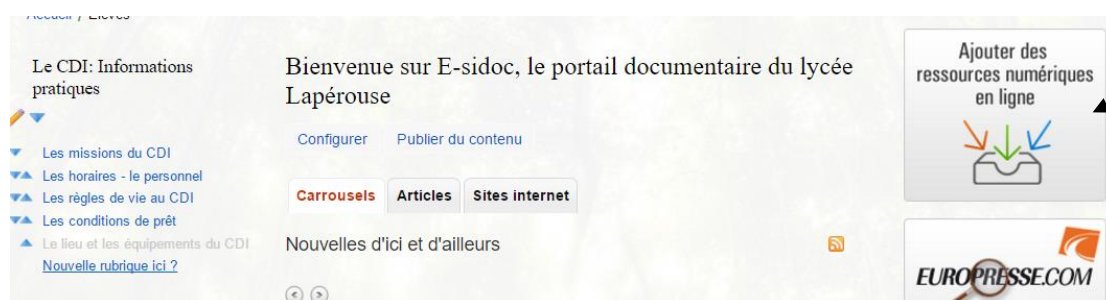 Accueil / Elèves
Le CDI: Informations
pratiques
Les missions du CDI
Les horaires - le personnel
Les règles de vie au CDI
Les conditions de prêt
Le lieu et les équipements du CDI
Nouvelle rubrique ici ?
Bienvenue sur E-sidoc, le portail documentaire du lycée
Lapérouse
Configurer Publier du contenu
Carrousels Articles Sites internet
Nouvelles d'ici et d'ailleurs
Ajouter des
ressources numériques
en ligne
EUROPRESSE.COM